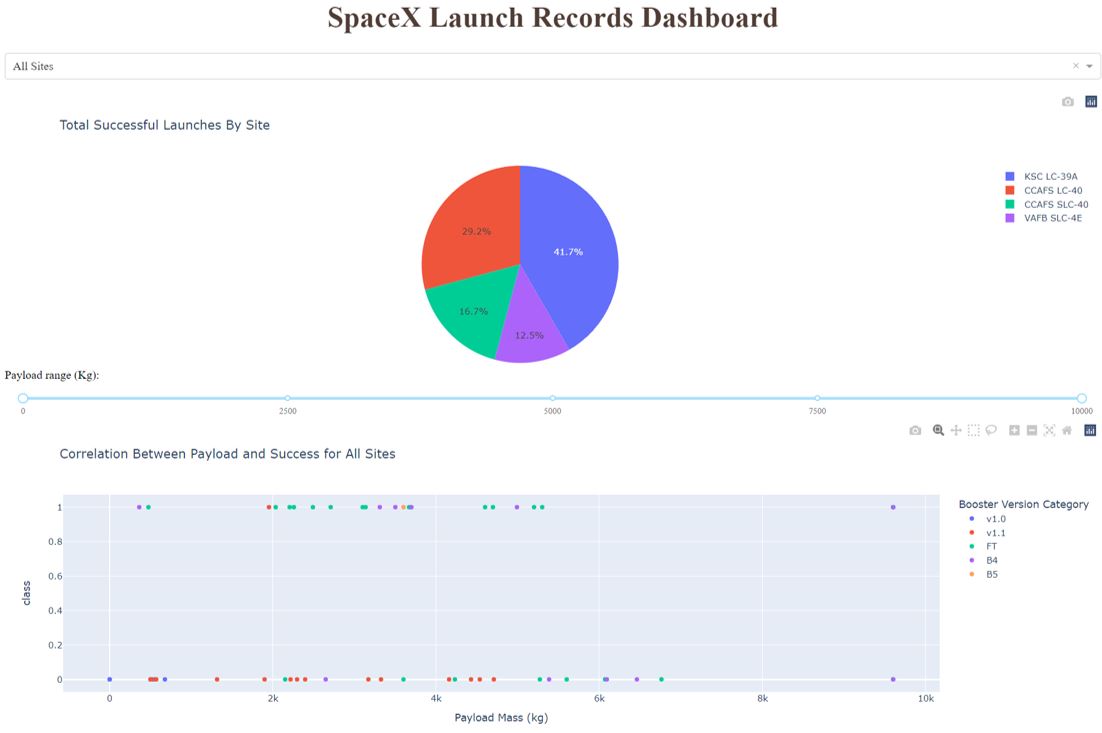 SpaceX Launch Records Dashboard
All Sites
Total Successful Launches By Site
KSC LC-39A
CCAFS LC-40
CCAFS SLC-40
VAFB SLC-4E
29.2%
41.7%
16.7%
12.5%
Payload range (Kg):
0 2500 5000 7500 10000
Correlation Between Payload and Success for All Sites
Booster Version Category
v1.0
v1.1
FT
B4
B5
class
1
0.8
0.6
0.4
0.2
0
0 2k 4k 6k 8k 10k
Payload Mass (kg)